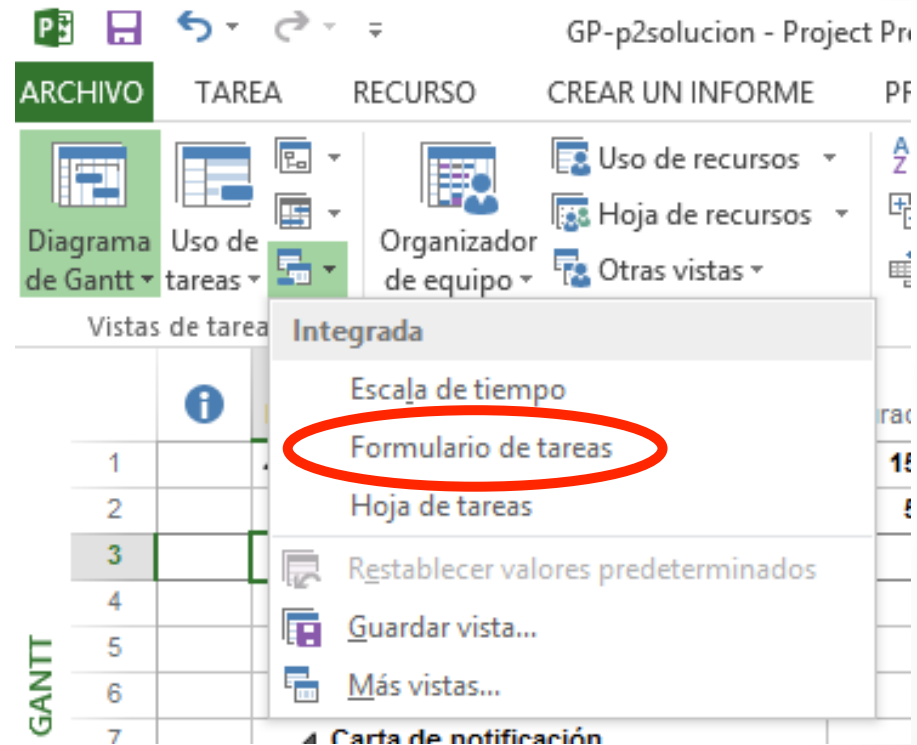 GP-p2solucion - Project Pr
ARCHIVO TAREA RECURSO CREAR UN INFORME PR
Diagrama de Gantt
Uso de tareas
Organizador de equipo
Uso de recursos
Hoja de recursos
Otras vistas
A
Z
Vistas de tarea
Integrada
Escala de tiempo
Formulario de tareas
Hoja de tareas
Restablecer valores predeterminados
Guardar vista...
Más vistas...
1 15
2 5
3
4
5
6
7 Carta de notificación
GANTT